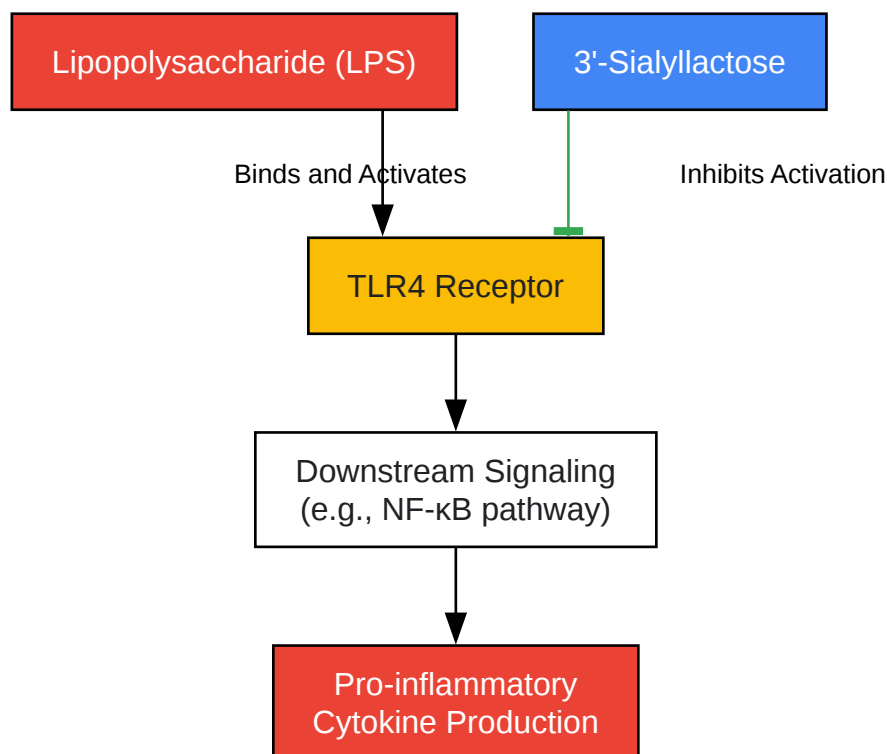 Lipopolysaccharide (LPS)
3'-Sialyllactose
Binds and Activates
Inhibits Activation
TLR4 Receptor
Downstream Signaling
(e.g., NF-κB pathway)
Pro-inflammatory
Cytokine Production